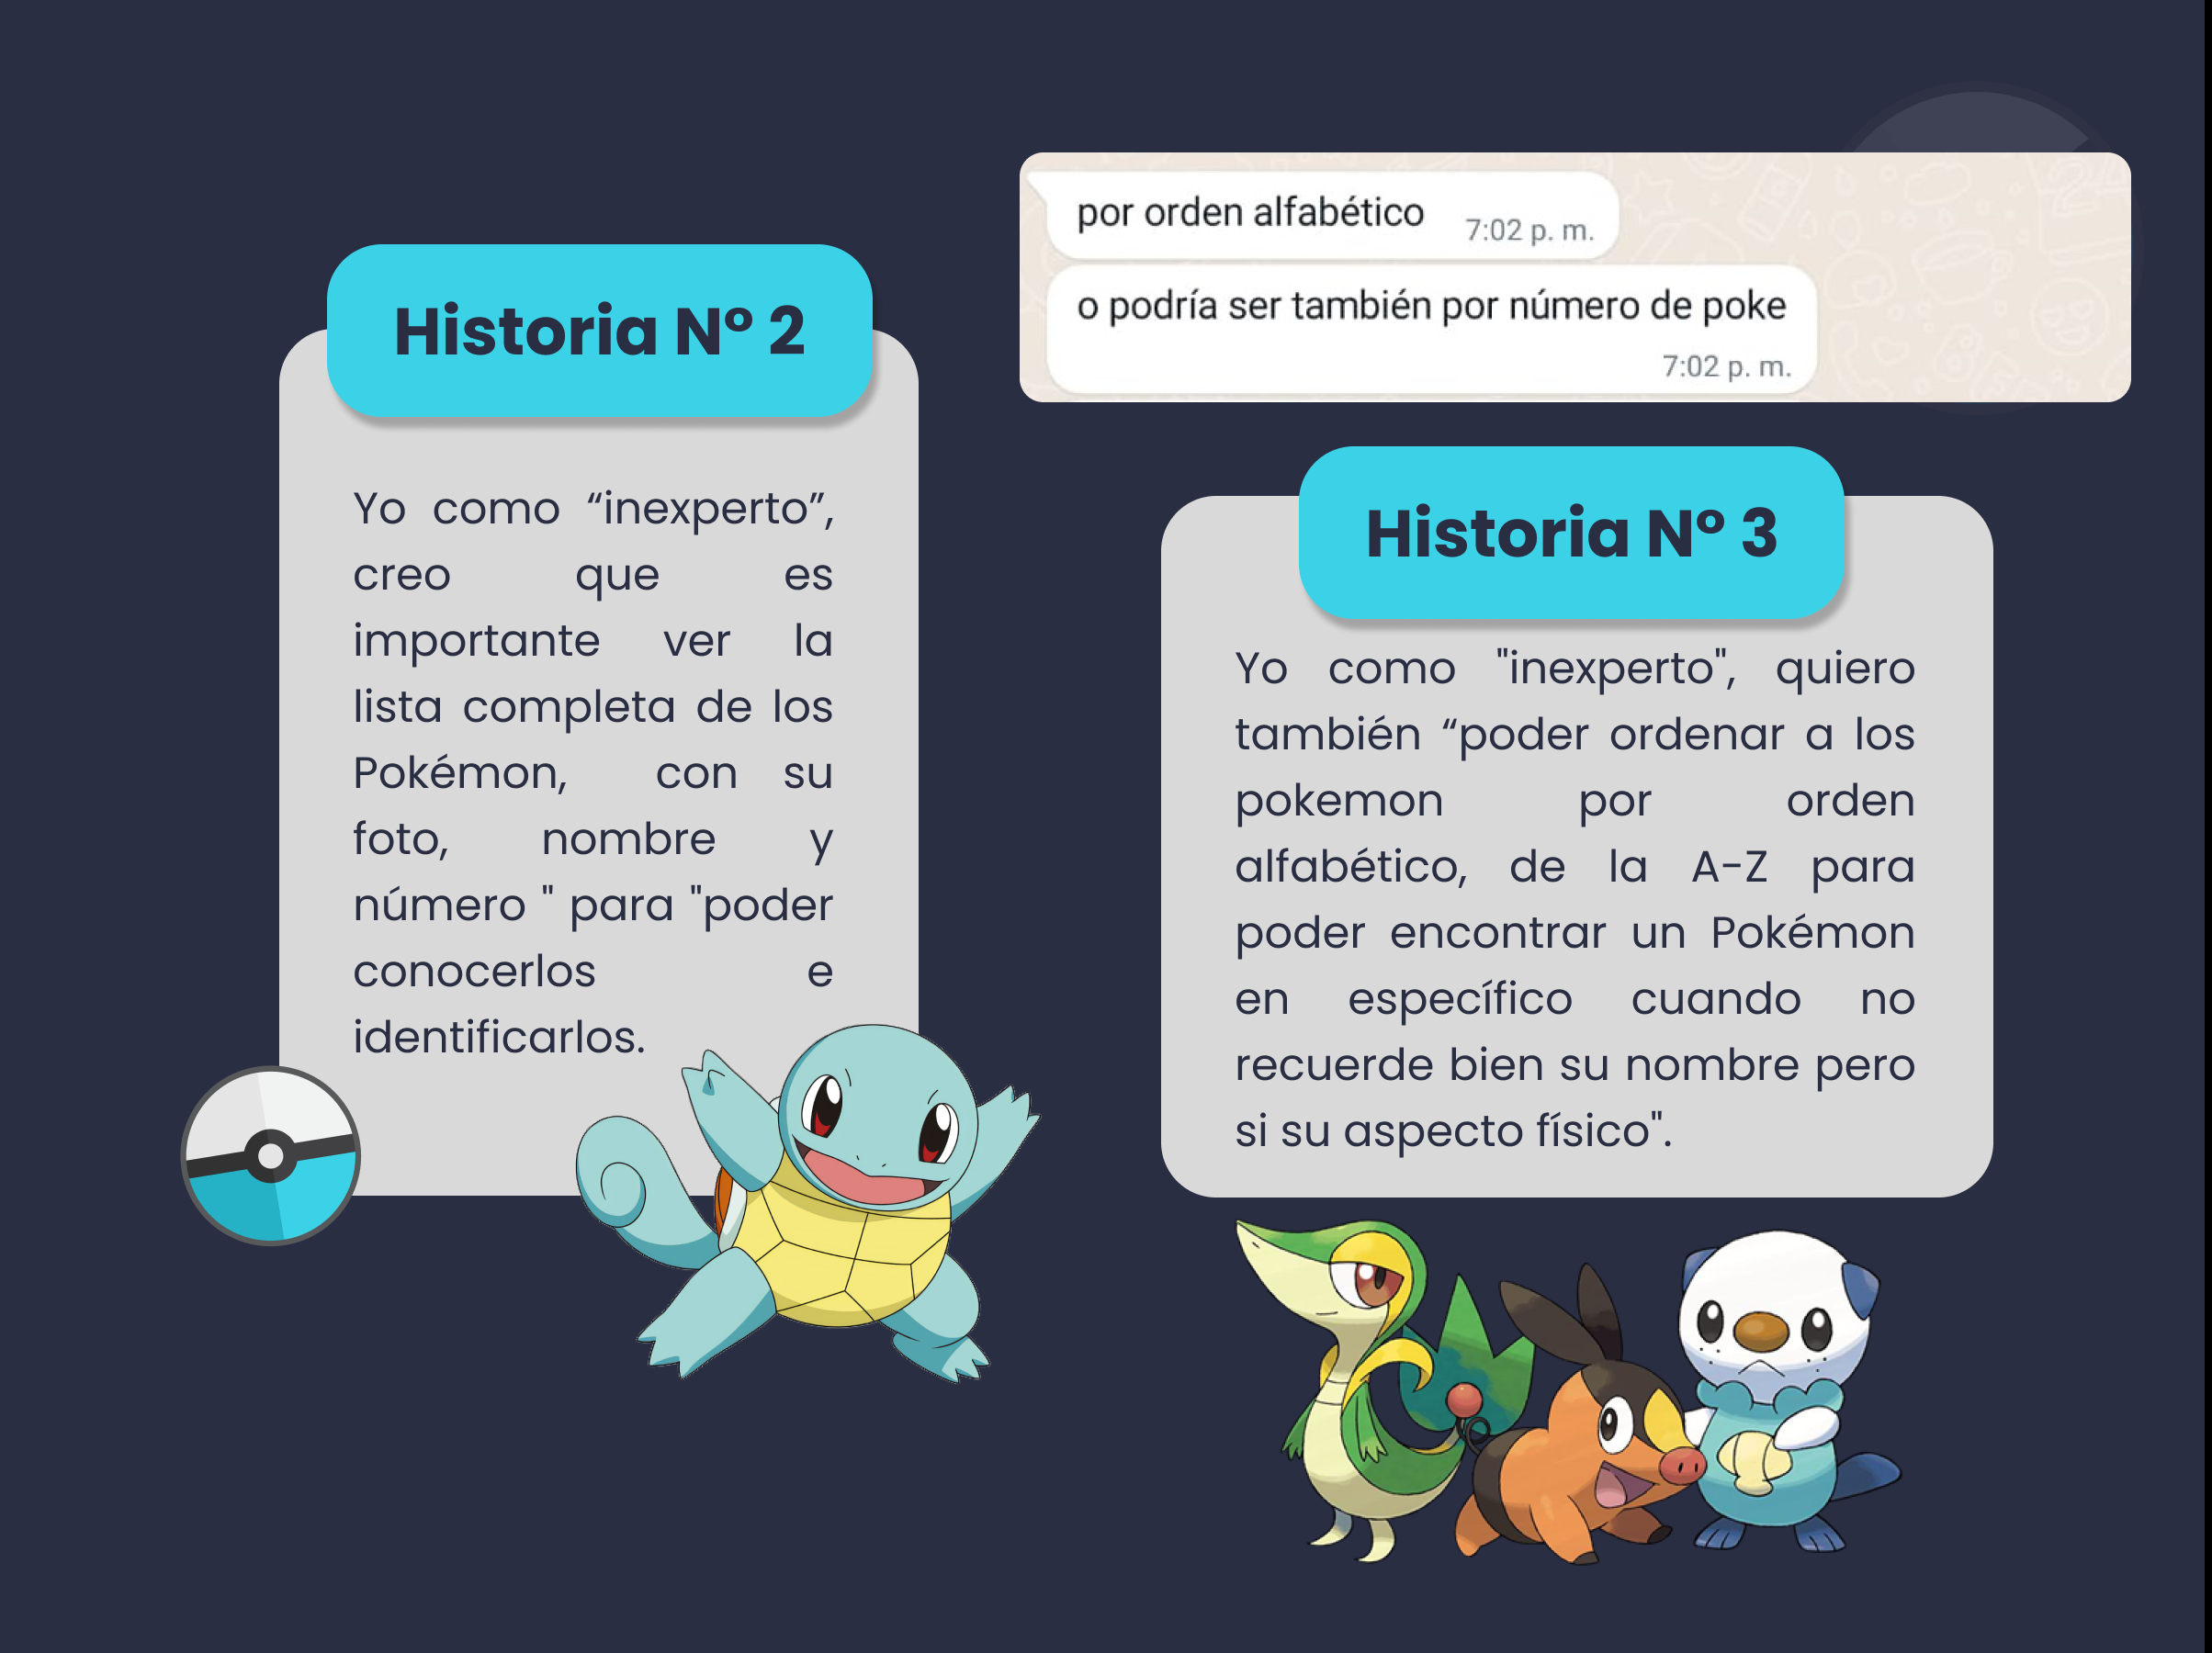 Historia Nº 2
Yo como “inexperto”,
creo que es
importante ver la
lista completa de los
Pokémon, con su
foto, nombre y
número " para "poder
conocerlos e
identificarlos.
por orden alfabético 7:02 p. m.
o podría ser también por número de poke
7:02 p. m.
Historia Nº 3
Yo como "inexperto", quiero
también “poder ordenar a los
pokemon por orden
alfabético, de la A-Z para
poder encontrar un Pokémon
en específico cuando no
recuerde bien su nombre pero
si su aspecto físico".